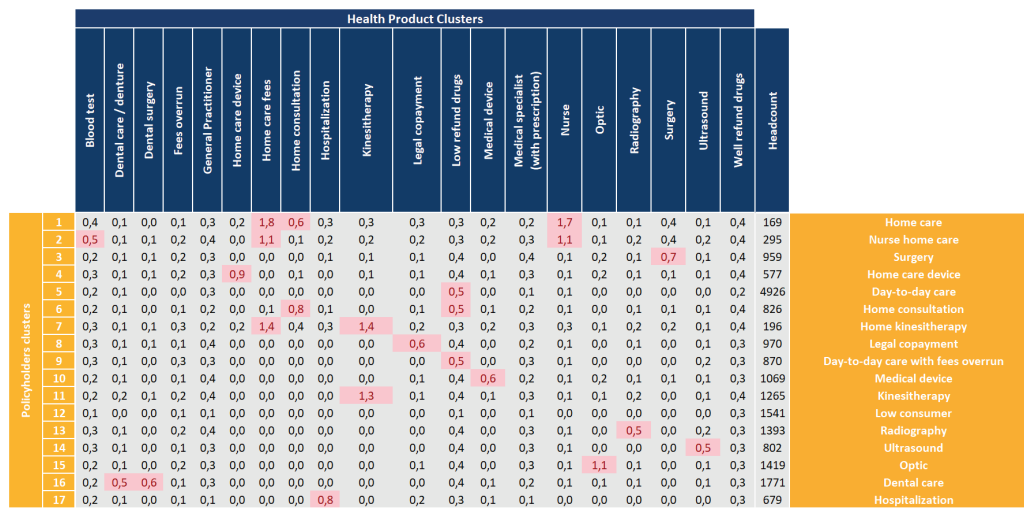 Health Product Clusters
Blood test
Dental care / denture
Dental surgery
Fees overrun
General Practitioner
Home care device
Home care fees
Home consultation
Hospitalization
Kinesitherapy
Legal copayment
Low refund drugs
Medical device
Medical specialist
(with prescription)
Nurse
Optic
Radiography
Surgery
Ultrasound
Well refund drugs
Headcount
Policyholders clusters
1 0,4 0,1 0,0 0,1 0,3 0,2 1,8 0,6 0,3 0,3 0,3 0,3 0,2 0,2 1,7 0,1 0,1 0,4 0,1 0,4 169 Home care
2 0,5 0,1 0,1 0,2 0,4 0,0 1,1 0,1 0,2 0,2 0,2 0,3 0,2 0,3 1,1 0,1 0,2 0,4 0,2 0,4 295 Nurse home care
3 0,2 0,1 0,1 0,2 0,3 0,0 0,0 0,0 0,1 0,1 0,1 0,4 0,0 0,4 0,1 0,2 0,1 0,7 0,1 0,4 959 Surgery
4 0,3 0,1 0,1 0,2 0,3 0,9 0,0 0,1 0,0 0,1 0,1 0,4 0,1 0,3 0,1 0,2 0,1 0,1 0,1 0,4 577 Home care device
5 0,2 0,1 0,0 0,0 0,3 0,0 0,0 0,0 0,0 0,0 0,0 0,5 0,0 0,1 0,1 0,0 0,0 0,0 0,0 0,2 4926 Day-to-day care
6 0,2 0,1 0,0 0,1 0,2 0,0 0,1 0,8 0,0 0,0 0,1 0,5 0,0 0,2 0,1 0,1 0,0 0,0 0,1 0,3 826 Home consultation
7 0,3 0,1 0,1 0,3 0,2 0,2 1,4 0,4 0,3 1,4 0,2 0,3 0,2 0,3 0,3 0,1 0,2 0,2 0,1 0,4 196 Home kinesitherapy
8 0,3 0,1 0,1 0,1 0,3 0,0 0,0 0,0 0,0 0,0 0,6 0,4 0,0 0,2 0,1 0,1 0,0 0,0 0,1 0,3 970 Legal copayment
9 0,3 0,1 0,0 0,3 0,3 0,0 0,0 0,0 0,0 0,0 0,0 0,5 0,0 0,3 0,1 0,0 0,0 0,0 0,2 0,3 870 Day-to-day care with fees overrun
10 0,2 0,1 0,0 0,1 0,4 0,0 0,0 0,0 0,0 0,0 0,1 0,4 0,6 0,2 0,1 0,2 0,1 0,1 0,1 0,3 1069 Medical device
11 0,2 0,2 0,1 0,2 0,4 0,0 0,0 0,0 0,0 1,3 0,1 0,4 0,1 0,3 0,1 0,1 0,2 0,0 0,1 0,4 1265 Kinesitherapy
12 0,1 0,0 0,0 0,1 0,1 0,0 0,0 0,0 0,0 0,0 0,0 0,1 0,0 0,1 0,0 0,0 0,0 0,0 0,0 0,3 1541 Low consumer
13 0,3 0,1 0,0 0,2 0,4 0,0 0,0 0,0 0,0 0,0 0,0 0,4 0,0 0,3 0,1 0,1 0,5 0,0 0,2 0,3 1393 Radiography
14 0,3 0,1 0,0 0,2 0,3 0,0 0,0 0,0 0,0 0,0 0,0 0,4 0,0 0,3 0,1 0,0 0,0 0,0 0,5 0,3 802 Ultrasound
15 0,2 0,1 0,0 0,2 0,3 0,0 0,0 0,0 0,0 0,0 0,1 0,4 0,0 0,3 0,1 1,1 0,0 0,0 0,1 0,3 1419 Optic
16 0,2 0,5 0,6 0,1 0,3 0,0 0,0 0,0 0,0 0,0 0,0 0,4 0,1 0,2 0,1 0,1 0,1 0,1 0,0 0,3 1771 Dental care
17 0,2 0,1 0,0 0,1 0,1 0,0 0,0 0,0 0,8 0,0 0,2 0,3 0,0 0,1 0,1 0,0 0,0 0,0 0,0 0,3 679 Hospitalization